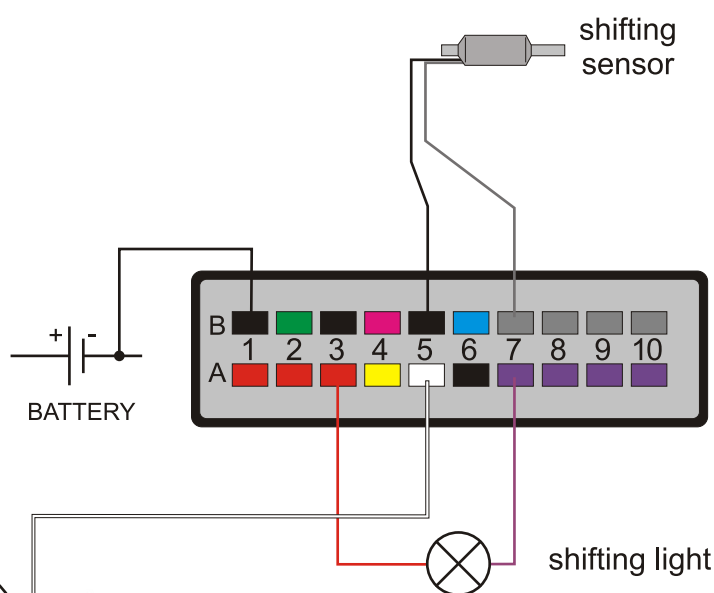 shifting
sensor
B
1 2 3 4 5 6 7 8 9 10
A
+ -
BATTERY
shifting light